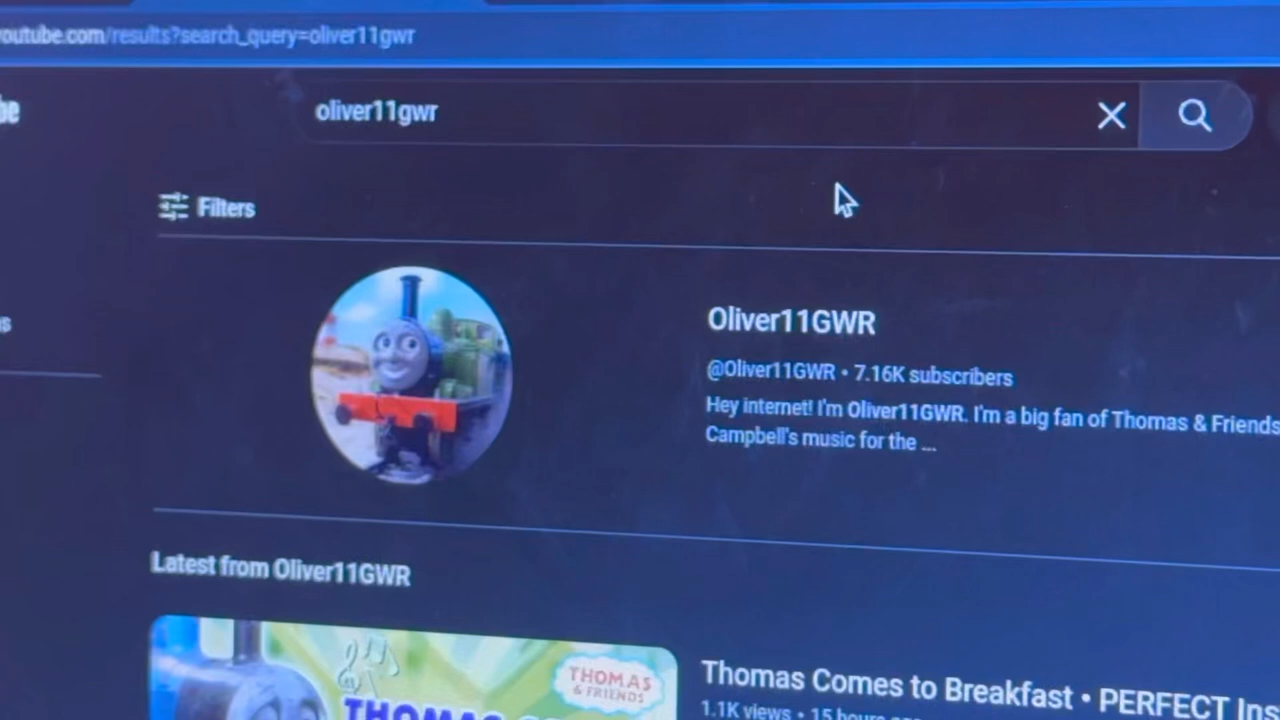 youtube.com/results?search_query=oliver11gwr
oliver11gwr
Filters
Oliver11GWR
@Oliver11GWR • 7.16K subscribers
Hey internet! I'm Oliver11GWR. I'm a big fan of Thomas & Friends
Campbell's music for the ...
Latest from Oliver11GWR
THOMAS
& FRIENDS
THOMAS
Thomas Comes to Breakfast • PERFECT Ins
1.1K views • 15 hours